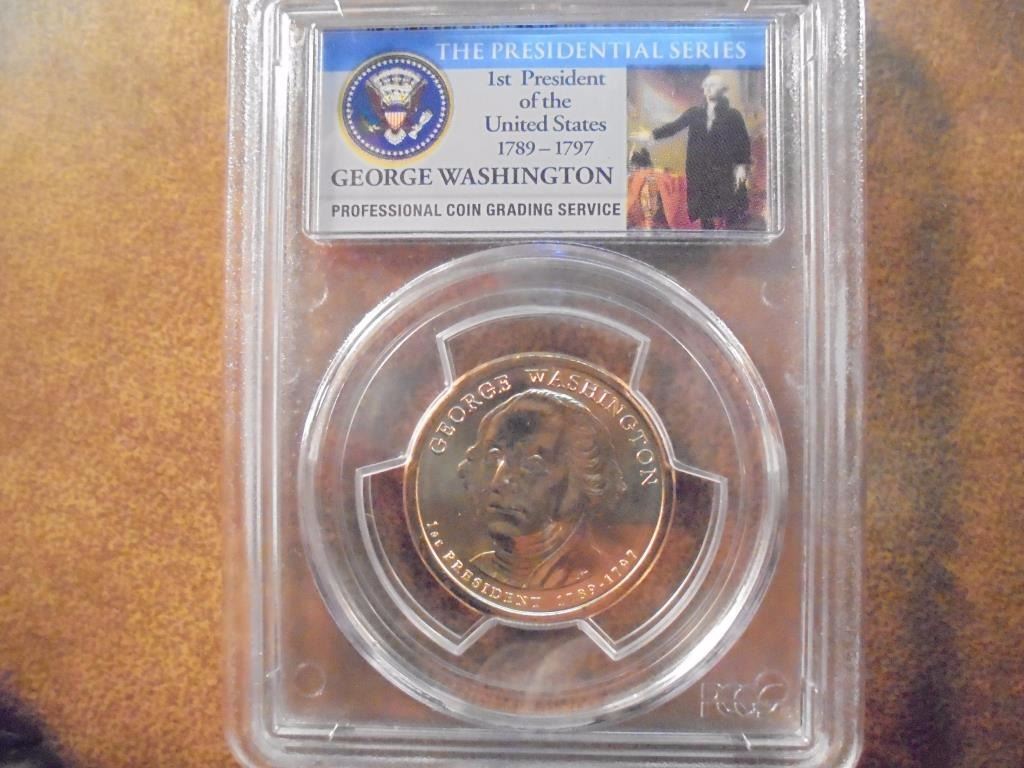 THE PRESIDENTIAL SERIES
1st President
of the
United States
1789 – 1797
GEORGE WASHINGTON
PROFESSIONAL COIN GRADING SERVICE
GEORGE WASHINGTON
1st PRESIDENT 1789-1797
PCGS